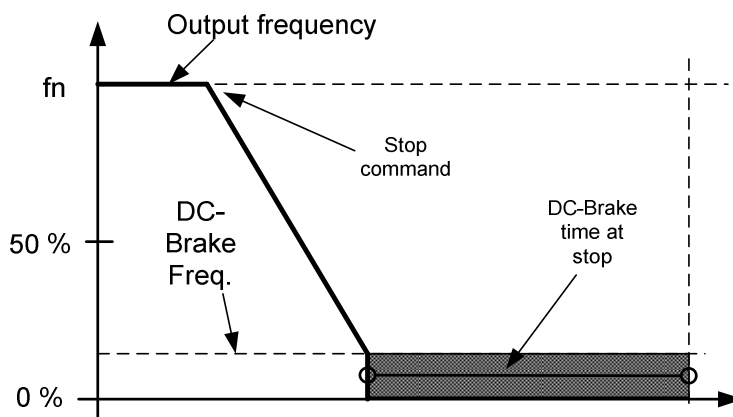 Output frequency
fn
Stop
command
DC-
Brake
Freq.
DC-Brake
time at
stop
50 %
0 %